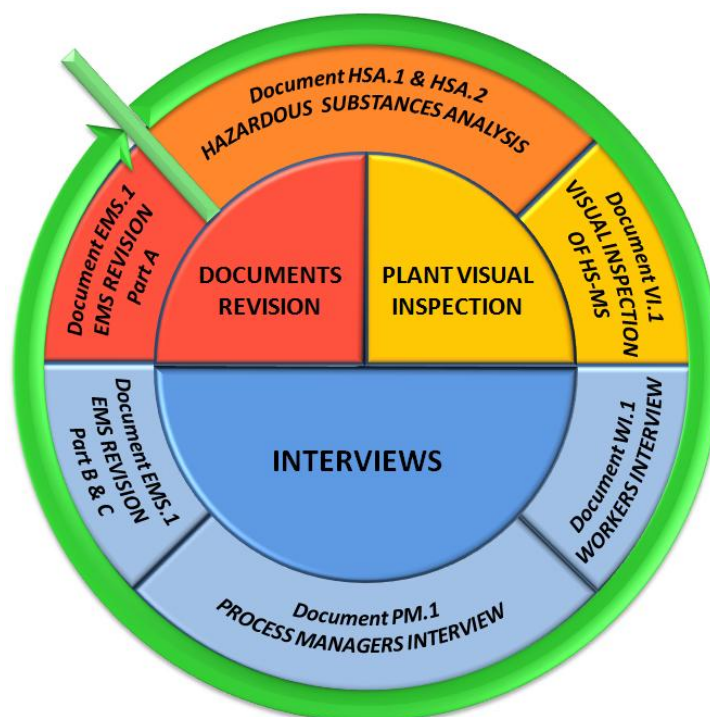 Document HSA.1 & HSA.2
HAZARDOUS SUBSTANCES ANALYSIS
Document VI.1
VISUAL INSPECTION
OF HS-MS
Document WI.1
WORKERS INTERVIEW
Document PM.1
PROCESS MANAGERS INTERVIEW
Document EMS.1
EMS REVISION
Part B & C
Document EMS.1
EMS REVISION
Part A
DOCUMENTS
REVISION
PLANT VISUAL
INSPECTION
INTERVIEWS